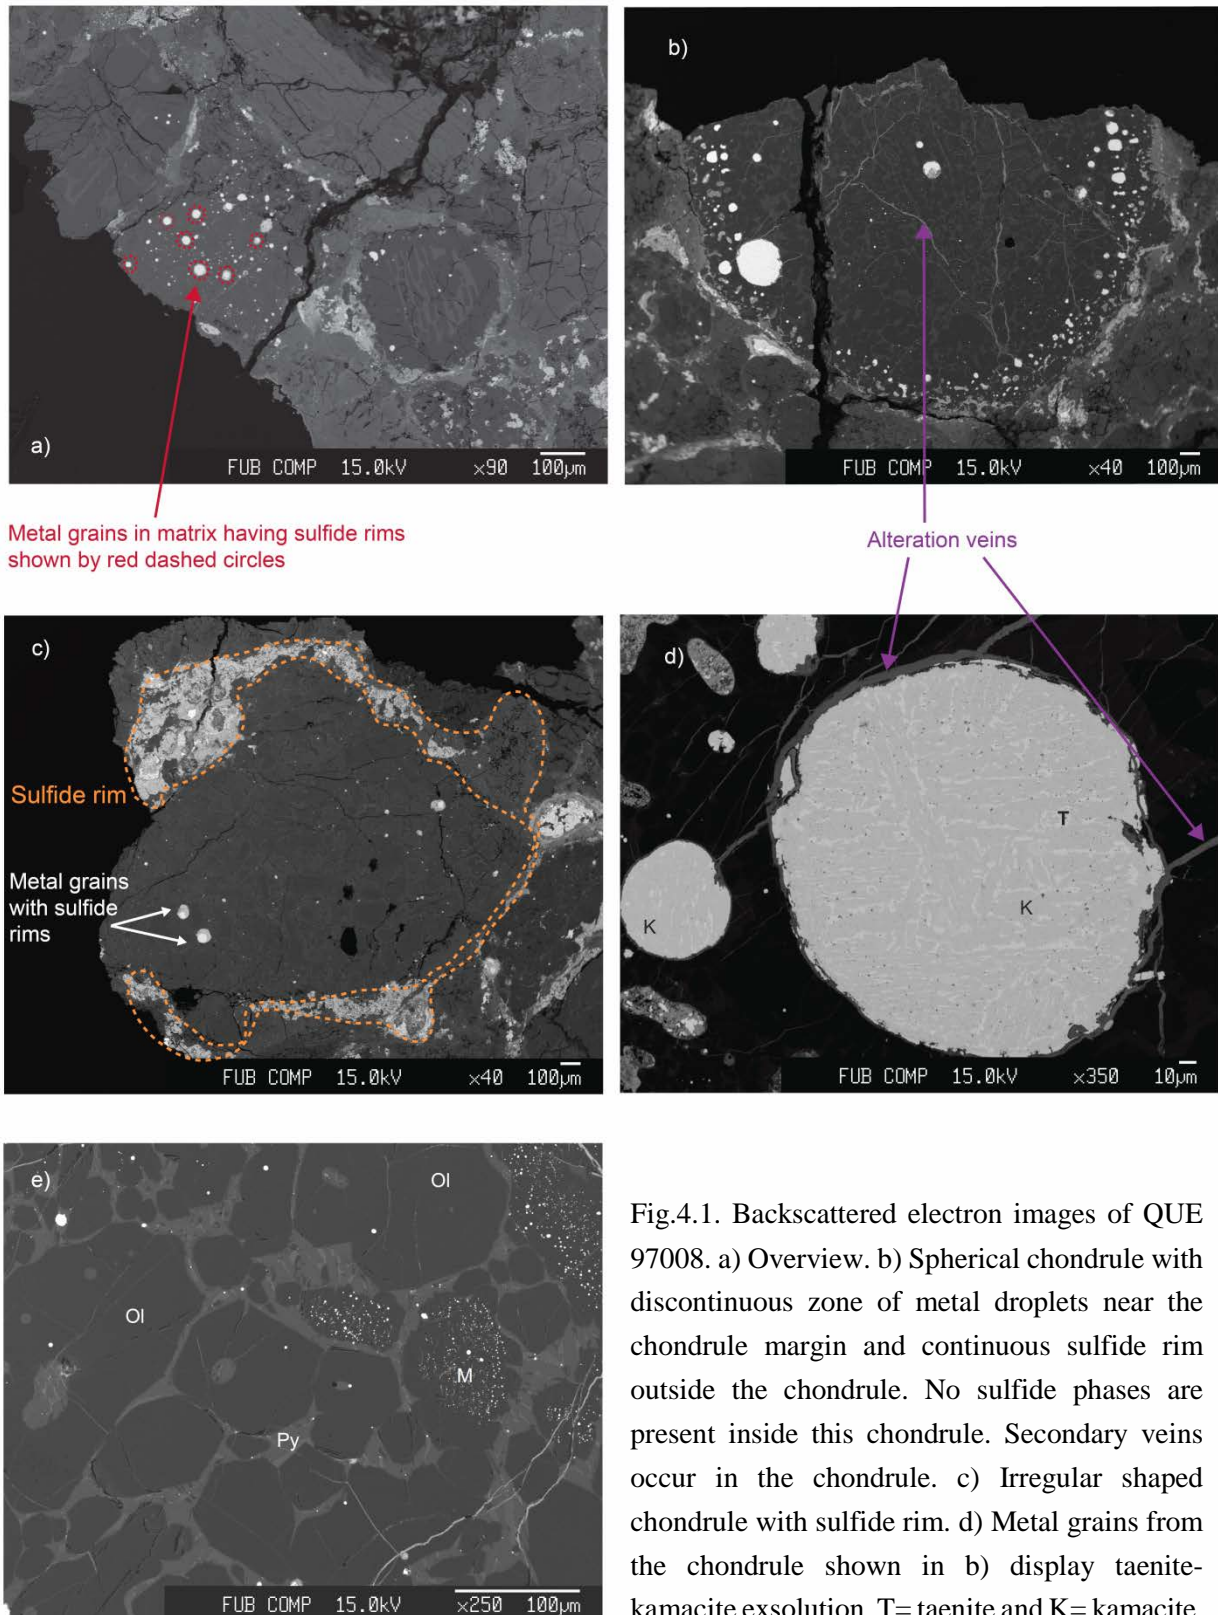 a)
FUB COMP 15.0kV ×90 100µm
b)
FUB COMP 15.0kV ×40 100µm
Metal grains in matrix having sulfide rims
shown by red dashed circles
Alteration veins
c)
Sulfide rim
Metal grains
with sulfide
rims
FUB COMP 15.0kV ×40 100µm
d)
T
K
K
FUB COMP 15.0kV ×350 10µm
e)
Ol
Ol
M
Py
FUB COMP 15.0kV ×250 100µm
Fig.4.1. Backscattered electron images of QUE
97008. a) Overview. b) Spherical chondrule with
discontinuous zone of metal droplets near the
chondrule margin and continuous sulfide rim
outside the chondrule. No sulfide phases are
present inside this chondrule. Secondary veins
occur in the chondrule. c) Irregular shaped
chondrule with sulfide rim. d) Metal grains from
the chondrule shown in b) display taenite-
kamacite exsolution. T= taenite and K= kamacite.